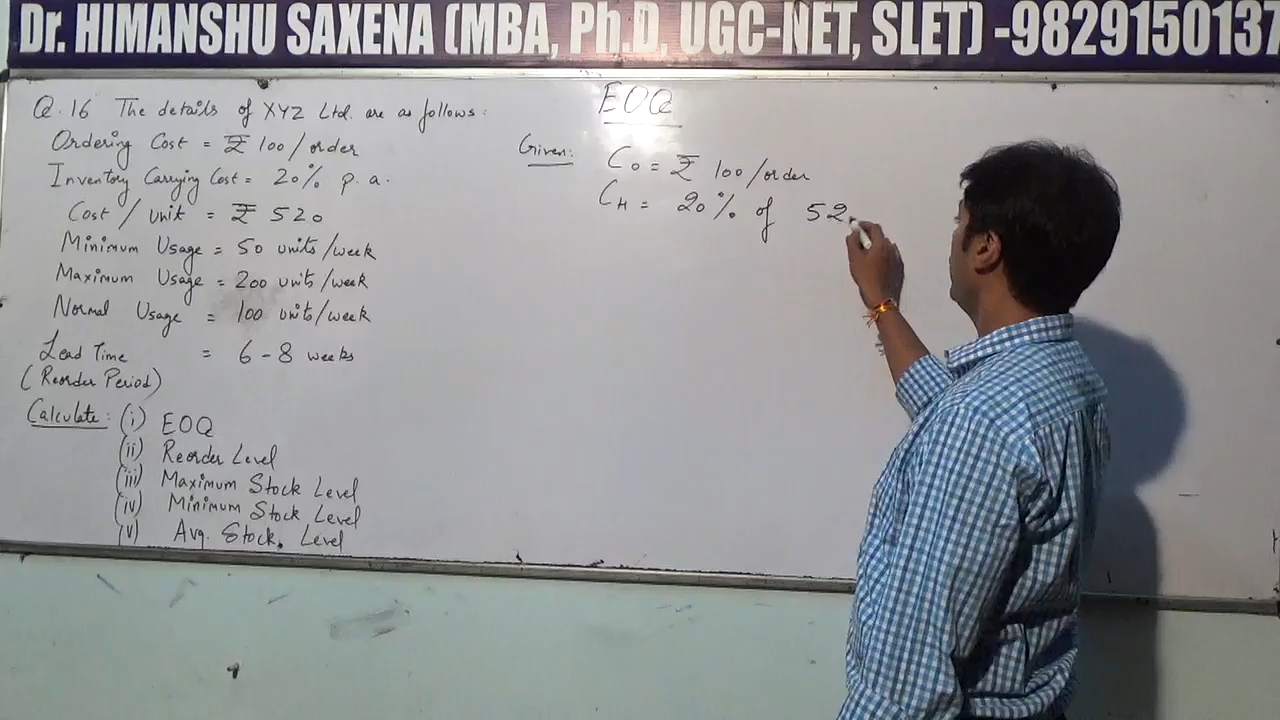 Dr. HIMANSHU SAXENA (MBA, Ph.D, UGC-NET, SLET) -9829150137
EOQ
Q.16 The details of XYZ Ltd. are as follows:
Ordering Cost = ₹ 100/order
Inventory Carrying Cost = 20% p.a.
Cost/unit = ₹ 520
Minimum Usage = 50 units/week
Maximum Usage = 200 units/week
Normal Usage = 100 units/week
Lead Time = 6-8 weeks
(Reorder Period)
Calculate: (i) EOQ
(ii) Reorder Level
(iii) Maximum Stock Level
(iv) Minimum Stock Level
(v) Avg. Stock Level
Given: CO = ₹ 100/order
CH = 20% of 52